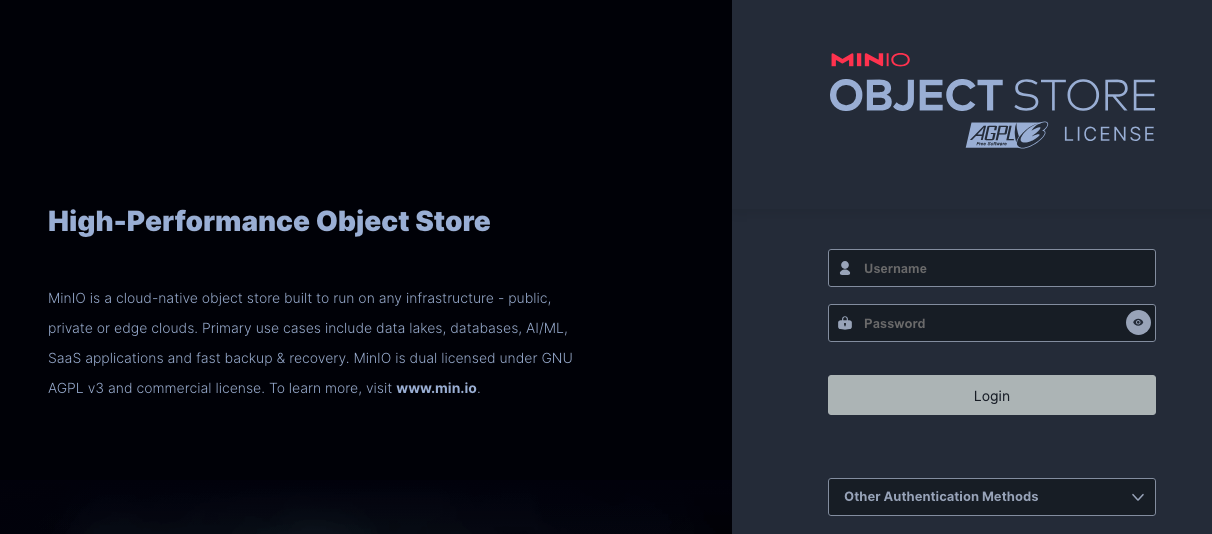 High-Performance Object Store
MinIO is a cloud-native object store built to run on any infrastructure - public,
private or edge clouds. Primary use cases include data lakes, databases, AI/ML,
SaaS applications and fast backup & recovery. MinIO is dual licensed under GNU
AGPL v3 and commercial license. To learn more, visit www.min.io.
MINIO
OBJECT STORE
AGPLv3 LICENSE
Free Software
Username
Password
Login
Other Authentication Methods